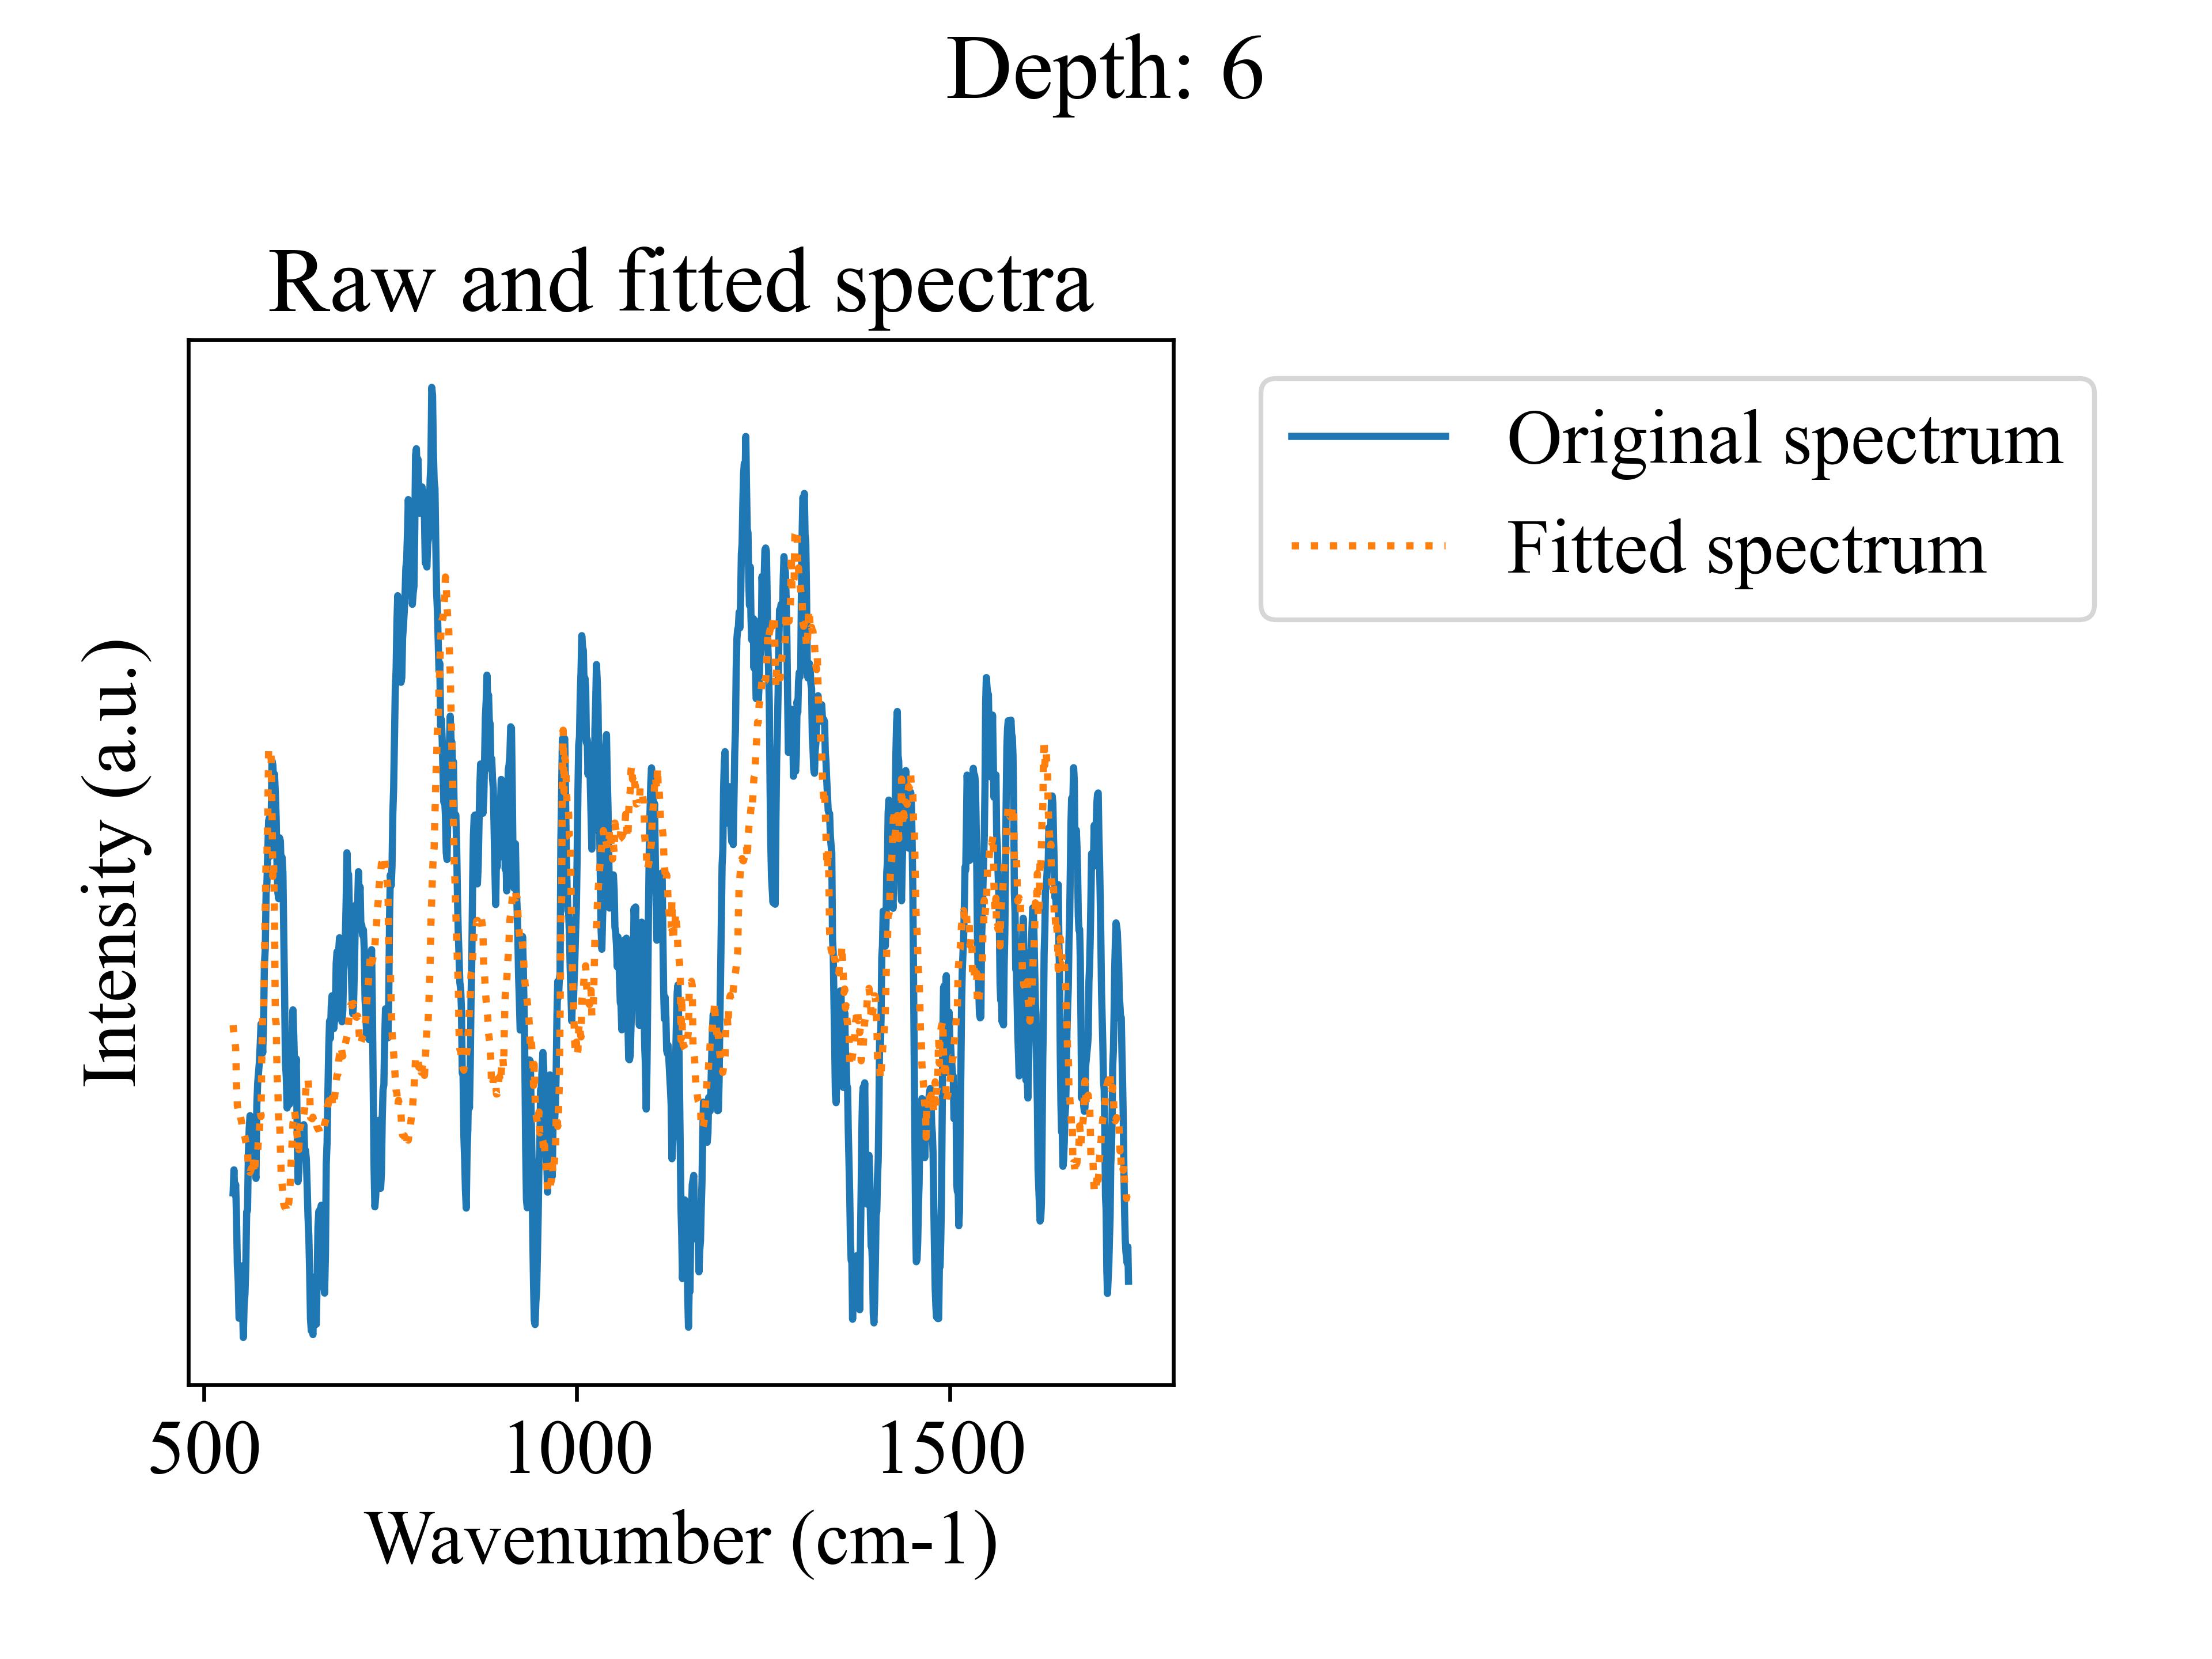 Depth: 6
Raw and fitted spectra
Original spectrum
Fitted spectrum
Intensity (a.u.)
500 1000 1500
Wavenumber (cm-1)